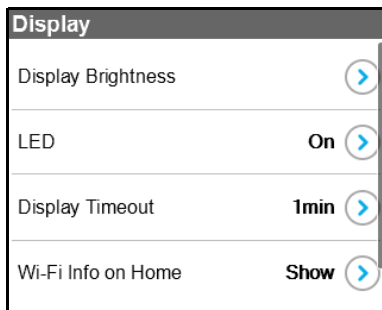 Display
Display Brightness
LED On
Display Timeout 1min
Wi-Fi Info on Home Show